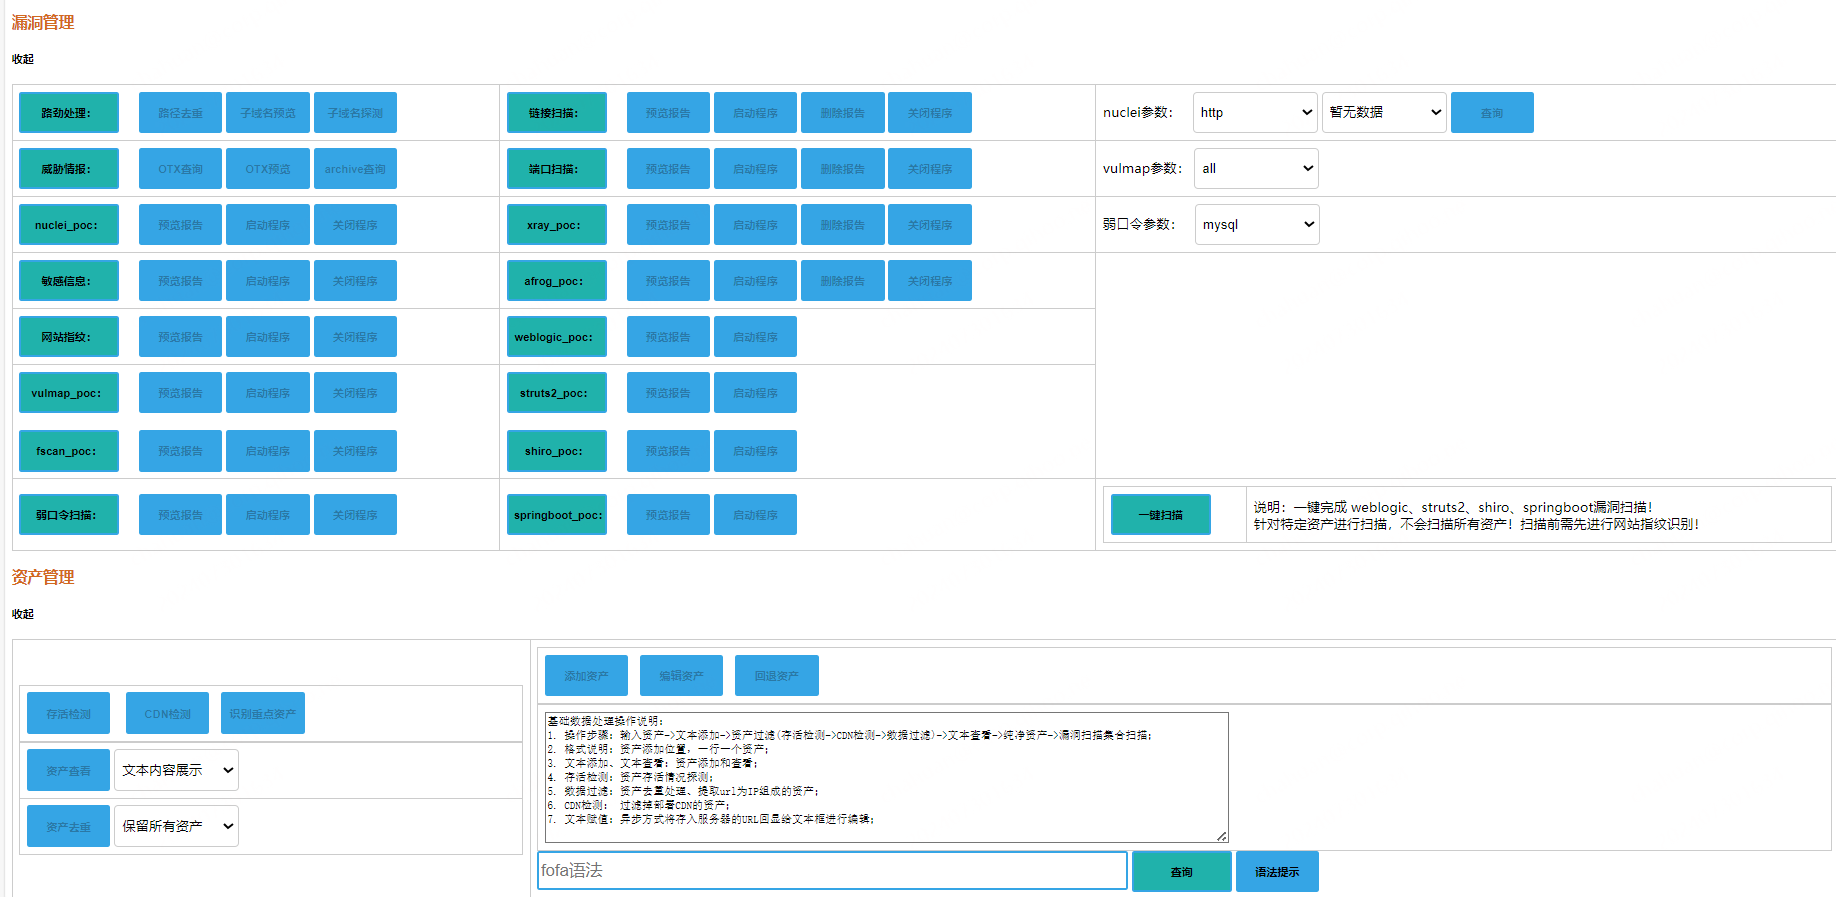 漏洞管理
收起
路劲处理： 路径去重 子域名预览 子域名探测 链接扫描： 预览报告 启动程序 删除报告 关闭程序 nuclei参数： http 暂无数据 查询
威胁情报： OTX查询 OTX预览 archive查询 端口扫描： 预览报告 启动程序 删除报告 关闭程序 vulmap参数： all
nuclei_poc： 预览报告 启动程序 关闭程序 xray_poc： 预览报告 启动程序 删除报告 关闭程序 弱口令参数： mysql
敏感信息： 预览报告 启动程序 关闭程序 afrog_poc： 预览报告 启动程序 删除报告 关闭程序
网站指纹： 预览报告 启动程序 关闭程序 weblogic_poc： 预览报告 启动程序
vulmap_poc： 预览报告 启动程序 关闭程序 struts2_poc： 预览报告 启动程序
fscan_poc： 预览报告 启动程序 关闭程序 shiro_poc： 预览报告 启动程序
弱口令扫描： 预览报告 启动程序 关闭程序 springboot_poc： 预览报告 启动程序 一键扫描 说明：一键完成 weblogic、struts2、shiro、springboot漏洞扫描！
针对特定资产进行扫描，不会扫描所有资产！扫描前需先进行网站指纹识别！
资产管理
收起
添加资产 编辑资产 回退资产
存活检测 CDN检测 识别重点资产
资产查看 文本内容展示
资产去重 保留所有资产
基础数据处理操作说明：
1. 操作步骤：输入资产->文本添加->资产过滤(存活检测->CDN检测->数据过滤)->文本查看->纯净资产->漏洞扫描集合扫描；
2. 格式说明：资产添加位置，一行一个资产；
3. 文本添加、文本查看：资产添加和查看；
4. 存活检测：资产存活情况探测；
5. 数据过滤：资产去重处理、提取url为IP组成的资产；
6. CDN检测： 过滤掉部署CDN的资产；
7. 文本赋值：异步方式将存入服务器的URL回显给文本框进行编辑；
fofa语法 查询 语法提示